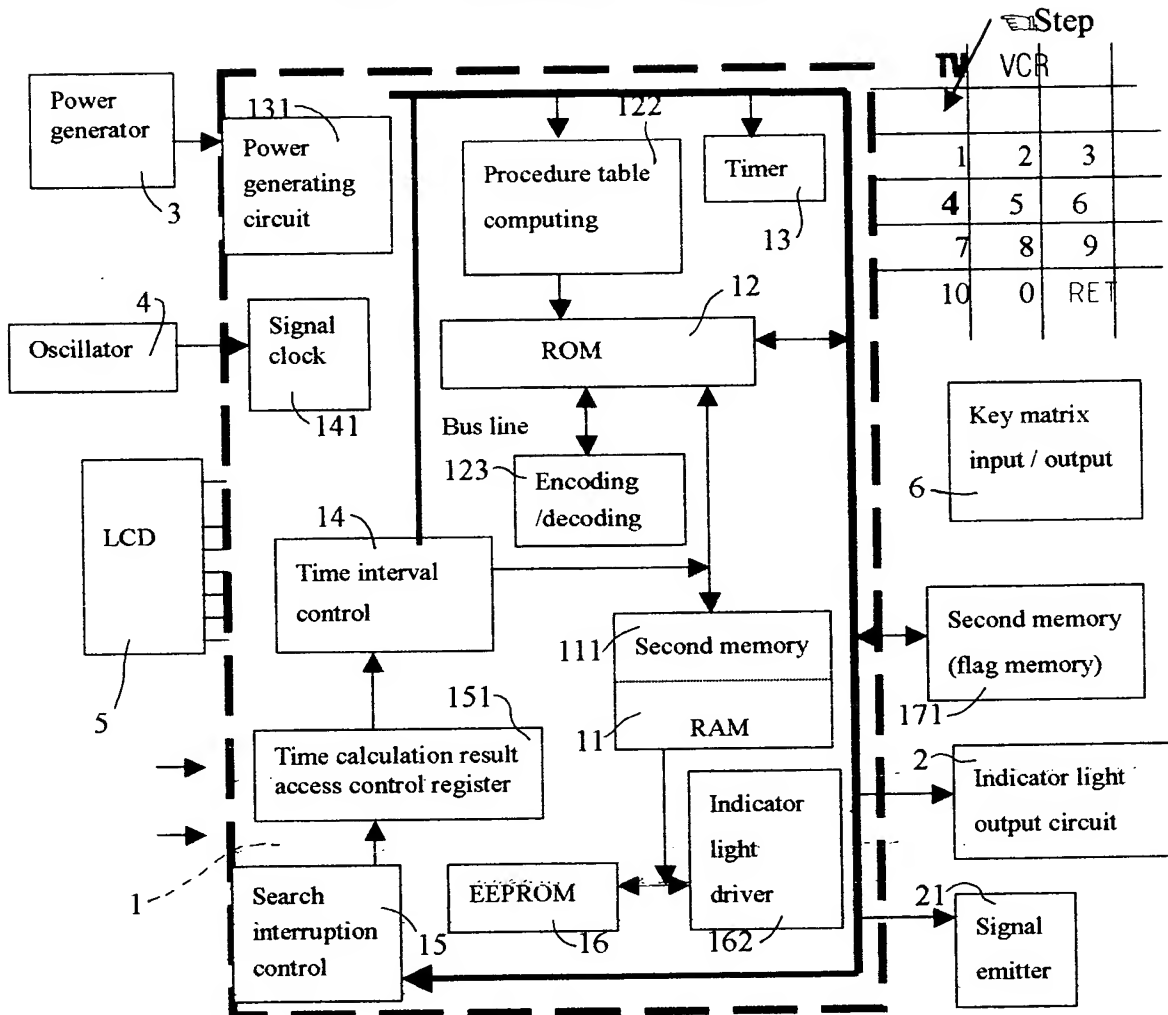 ☜Step
TV VCR
1 2 3
4 5 6
7 8 9
10 0 RET
Power
generator
3
131
Power
generating
circuit
122
Procedure table
computing
Timer
13
4
Oscillator
Signal
clock
141
12
ROM
Bus line
123
Encoding
/decoding
Key matrix
input / output
6
LCD
5
14
Time interval
control
111
Second memory
11
RAM
Second memory
(flag memory)
171
151
Time calculation result
access control register
2
Indicator light
output circuit
Indicator
light
driver
162
EEPROM
16
1
Search
interruption
control
15
21
Signal
emitter